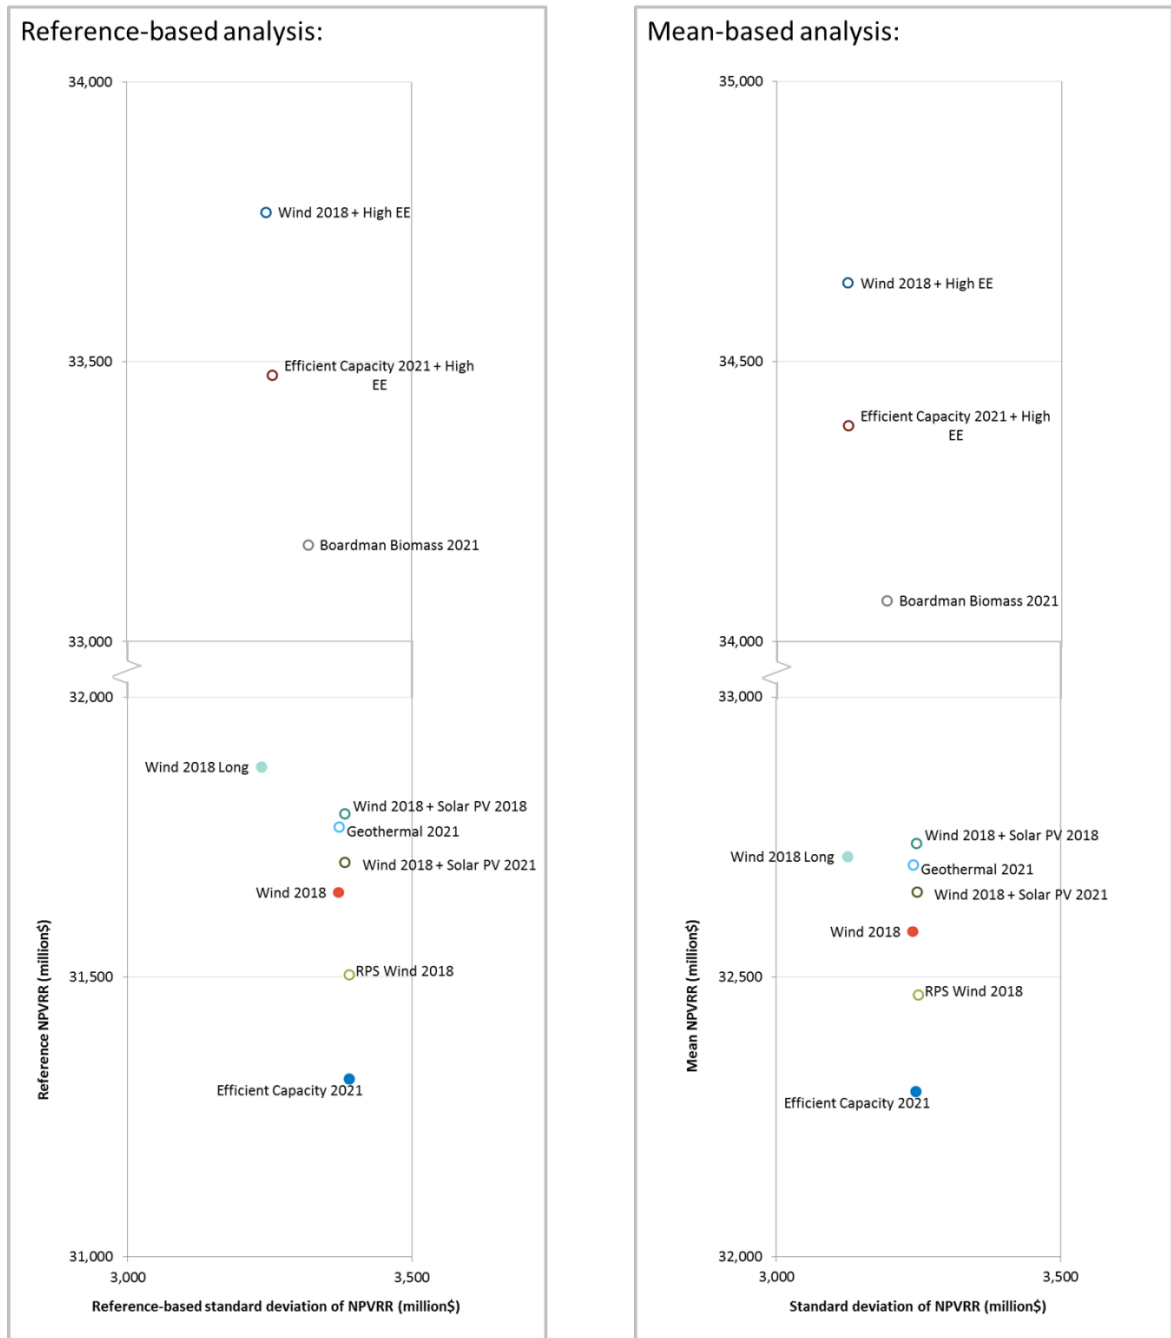 Reference-based analysis:
34,000
Wind 2018 + High EE
33,500
Efficient Capacity 2021 + High
EE
Boardman Biomass 2021
33,000
32,000
Wind 2018 Long
Wind 2018 + Solar PV 2018
Geothermal 2021
Wind 2018 + Solar PV 2021
Wind 2018
31,500
RPS Wind 2018
Efficient Capacity 2021
31,000
3,000
3,500
Reference NPVRR (million$)
Reference-based standard deviation of NPVRR (million$)
Mean-based analysis:
35,000
Wind 2018 + High EE
34,500
Efficient Capacity 2021 + High
EE
Boardman Biomass 2021
34,000
33,000
Wind 2018 + Solar PV 2018
Wind 2018 Long
Geothermal 2021
Wind 2018 + Solar PV 2021
Wind 2018
32,500
RPS Wind 2018
Efficient Capacity 2021
32,000
3,000
3,500
Mean NPVRR (million$)
Standard deviation of NPVRR (million$)